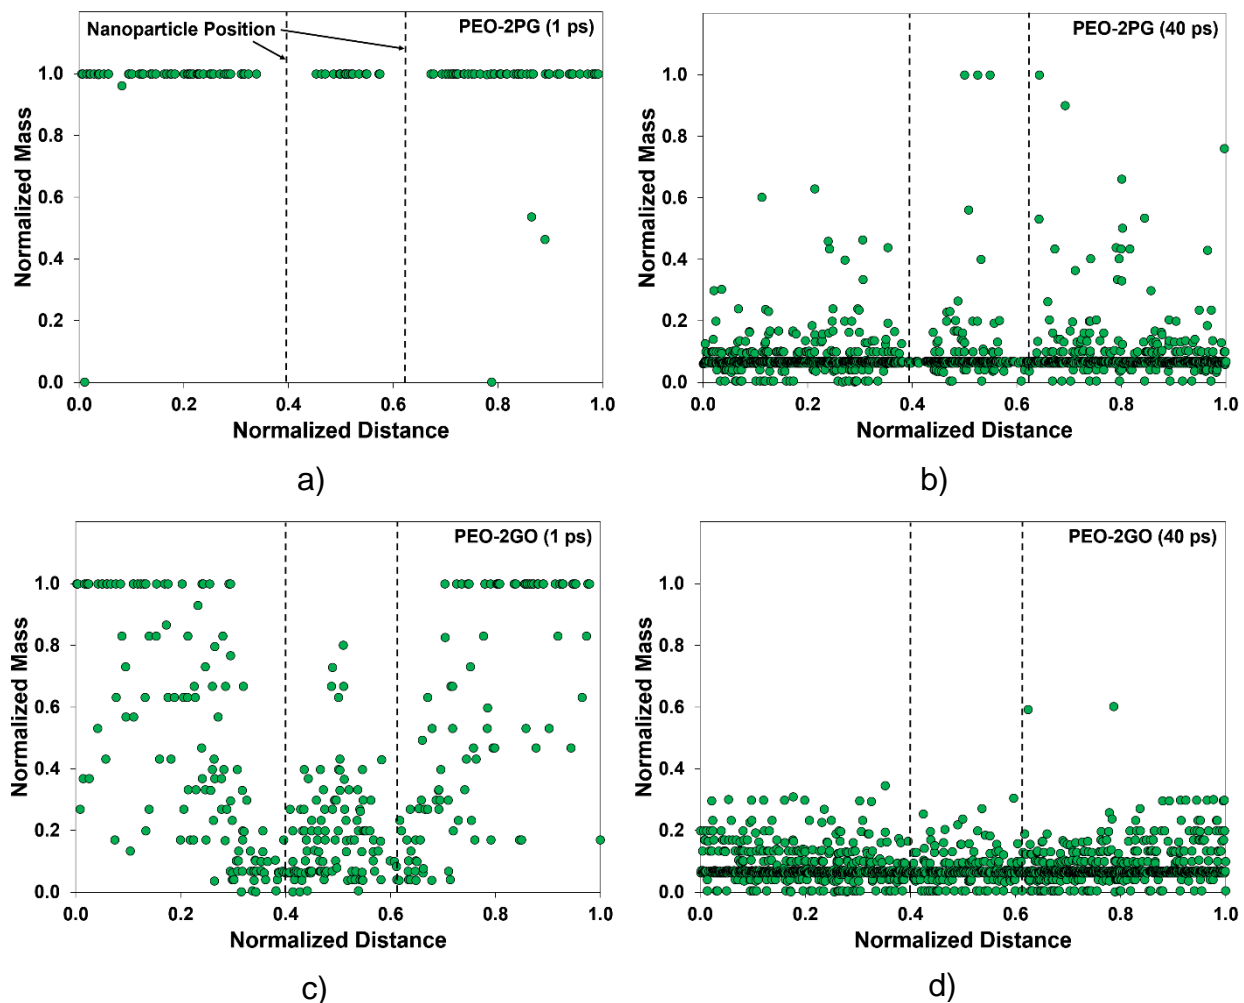 PEO-2PG (1 ps)
Nanoparticle Position
1.0
0.8
0.6
0.4
0.2
0.0
Normalized Mass
0.0 0.2 0.4 0.6 0.8 1.0
Normalized Distance
a)
PEO-2PG (40 ps)
1.0
0.8
0.6
0.4
0.2
0.0
Normalized Mass
0.0 0.2 0.4 0.6 0.8 1.0
Normalized Distance
b)
PEO-2GO (1 ps)
1.0
0.8
0.6
0.4
0.2
0.0
Normalized Mass
0.0 0.2 0.4 0.6 0.8 1.0
Normalized Distance
c)
PEO-2GO (40 ps)
1.0
0.8
0.6
0.4
0.2
0.0
Normalized Mass
0.0 0.2 0.4 0.6 0.8 1.0
Normalized Distance
d)